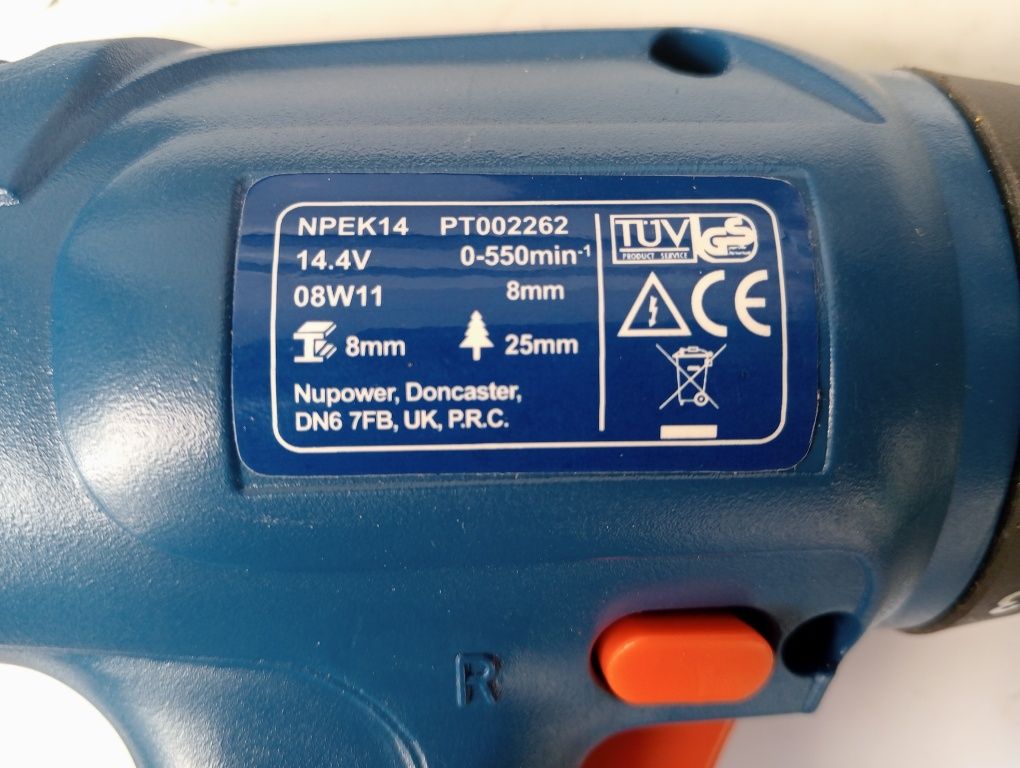 NPEK14 PT002262
14.4V 0-550min⁻¹
08W11 8mm
8mm 25mm
Nupower, Doncaster,
DN6 7FB, UK, P.R.C.
TÜV GS
PRODUCT SERVICE
CE
R